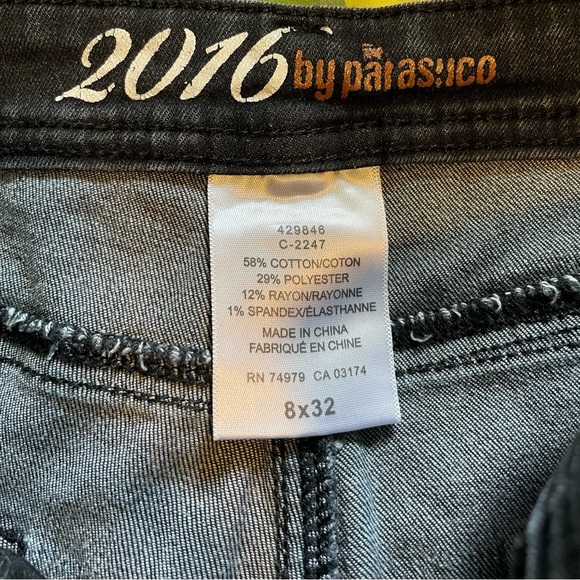 2016 by parasuco
429846
C-2247
58% COTTON/COTON
29% POLYESTER
12% RAYON/RAYONNE
1% SPANDEX/ÉLASTHANNE
MADE IN CHINA
FABRIQUÉ EN CHINE
RN 74979 CA 03174
8x32